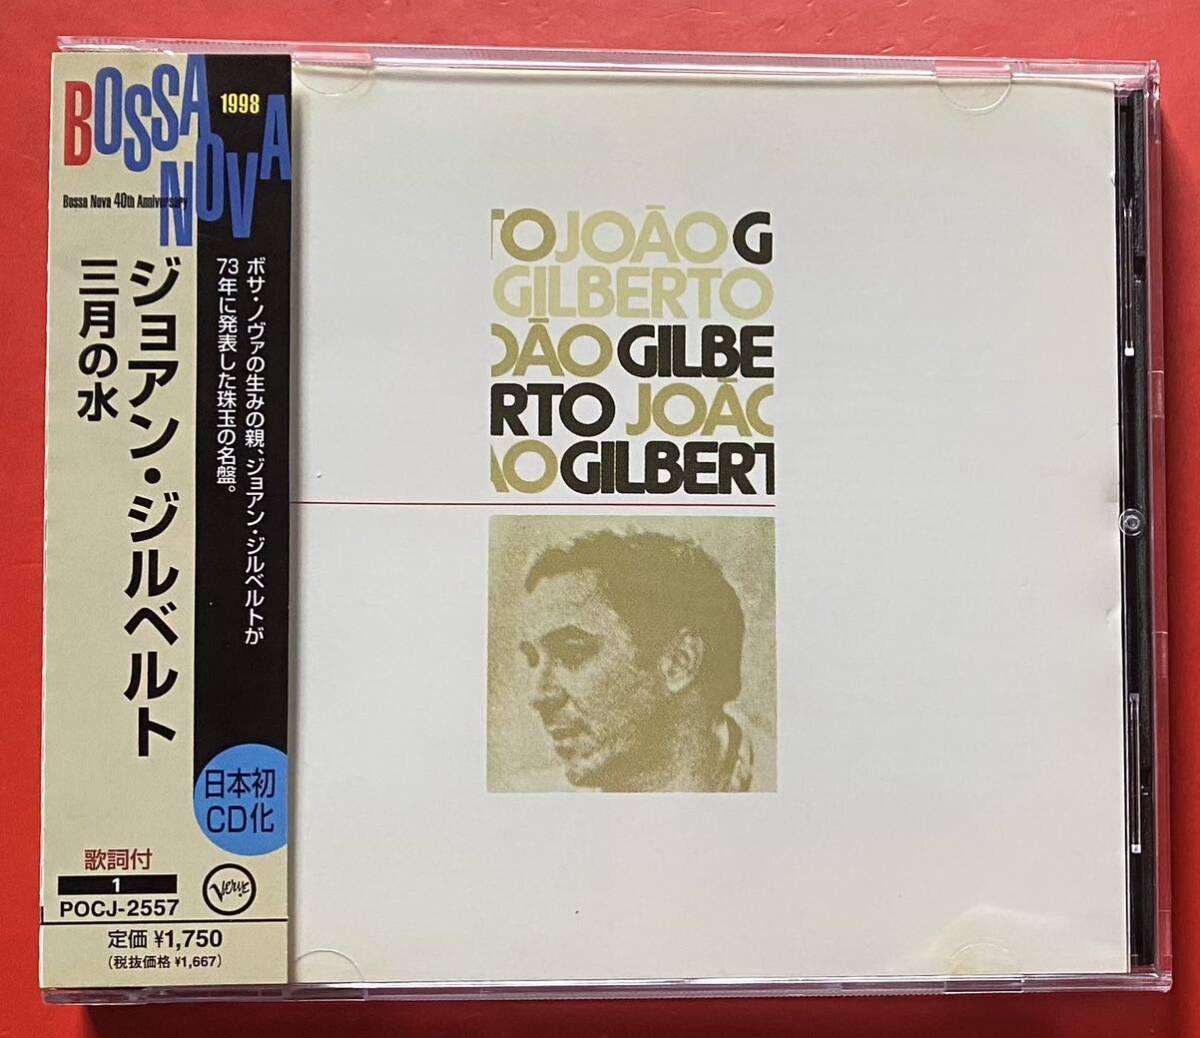 BOSSA
NOVA
1998
Bossa Nova 40th Anniversary
ジョアン・ジルベルト
三月の水
ボサ・ノヴァの生みの親、ジョアン・ジルベルトが
73年に発表した珠玉の名盤。
日本初
CD化
歌詞付
1
POCJ-2557
Verve
定価 ¥1,750
(税抜価格 ¥1,667)
TO JOÃO G
GILBERTO
OÃO GILBE
RTO JOÃO
ÃO GILBERT